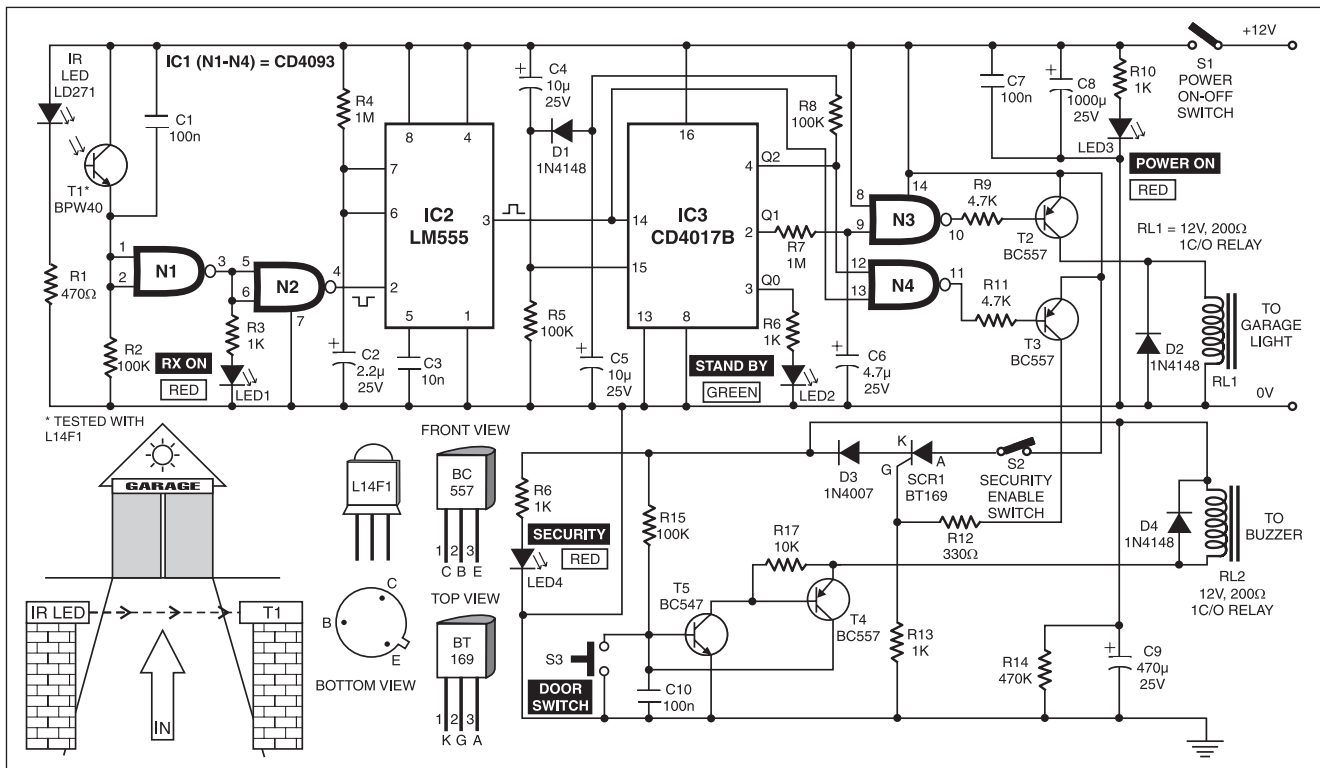 IR
LED
LD271
IC1 (N1-N4) = CD4093
C1
100n
T1*
BPW40
R1
470Ω
R2
100K
1
2
N1
3
5
6
N2
4
7
R3
1K
RX ON
RED
LED1
* TESTED WITH
L14F1
R4
1M
C2
2.2µ
25V
+
8
4
7
6
2
5
1
3
IC2
LM555
C3
10n
+
C4
10µ
25V
D1
1N4148
R5
100K
+
C5
10µ
25V
16
14
15
13
8
IC3
CD4017B
4
Q2
2
Q1
3
Q0
R8
100K
R7
1M
R6
1K
STAND BY
GREEN
LED2
+
C6
4.7µ
25V
8
9
14
N3
10
12
13
N4
11
R9
4.7K
R11
4.7K
T2
BC557
T3
BC557
C7
100n
+
C8
1000µ
25V
R10
1K
LED3
POWER ON
RED
S1
POWER
ON-OFF
SWITCH
+12V
RL1 = 12V, 200Ω
1C/O RELAY
D2
1N4148
RL1
TO
GARAGE
LIGHT
0V
GARAGE
IR LED
T1
IN
L14F1
B
C
E
BOTTOM VIEW
FRONT VIEW
BC
557
1 2 3
C B E
TOP VIEW
BT
169
1 2 3
K G A
R6
1K
SECURITY
RED
LED4
R15
100K
S3
DOOR
SWITCH
C10
100n
T5
BC547
R17
10K
T4
BC557
D3
1N4007
K
G
A
SCR1
BT169
S2
SECURITY
ENABLE
SWITCH
R12
330Ω
R13
1K
R14
470K
+
C9
470µ
25V
D4
1N4148
TO
BUZZER
RL2
12V, 200Ω
1C/O RELAY